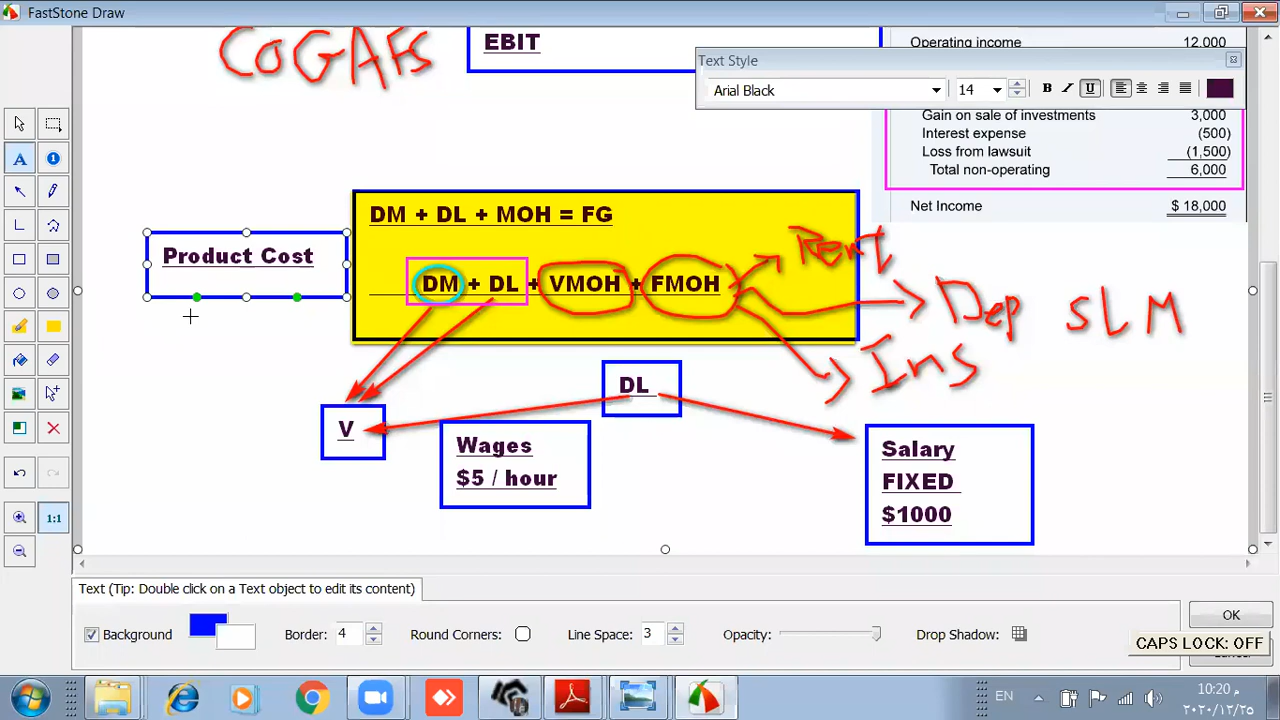 FastStone Draw
CoGAFS
EBIT
Operating income 12,000
Text Style
Arial Black 14 B I U
Gain on sale of investments 3,000
Interest expense (500)
Loss from lawsuit (1,500)
Total non-operating 6,000
Net Income $ 18,000
DM + DL + MOH = FG
Product Cost
DM + DL + VMOH + FMOH
Rent
Dep SLM
Ins
DL
V
Wages
$5 / hour
Salary
FIXED
$1000
1:1
Text (Tip: Double click on a Text object to edit its content)
Background Border: 4 Round Corners: Line Space: 3 Opacity: Drop Shadow:
OK
CAPS LOCK: OFF
EN
10:20 م
٢٠٢٠/١٢/٢٥